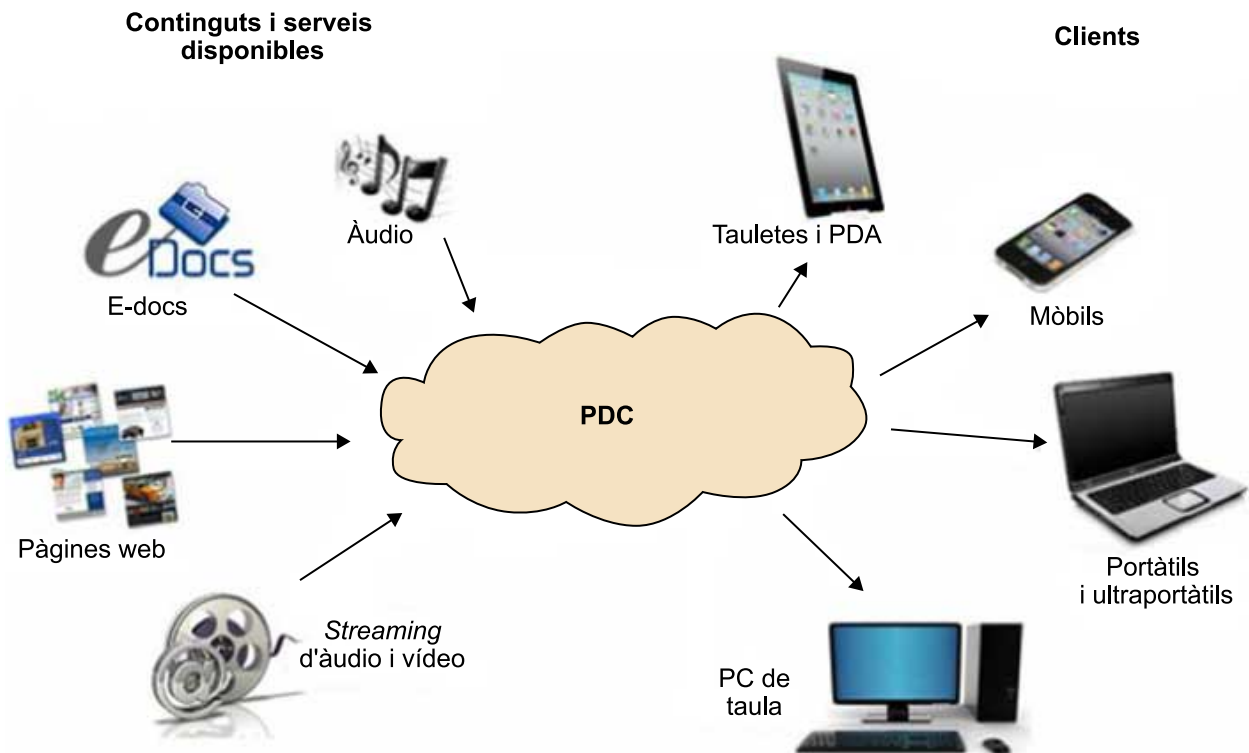 Continguts i serveis
disponibles
Clients
Àudio
Tauletes i PDA
eDocs
E-docs
Mòbils
PDC
Pàgines web
Portàtils
i ultraportàtils
Streaming
d'àudio i vídeo
PC de
taula